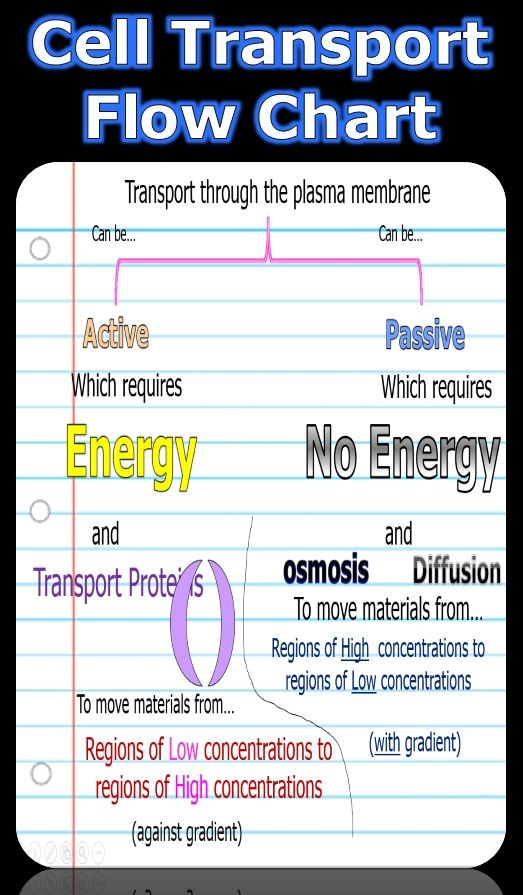 Cell Transport
Flow Chart
Transport through the plasma membrane
Can be...
Can be...
Active
Passive
Which requires
Which requires
Energy
No Energy
and
and
Transport Proteins
osmosis
Diffusion
To move materials from...
Regions of High concentrations to
regions of Low concentrations
(with gradient)
To move materials from...
Regions of Low concentrations to
regions of High concentrations
(against gradient)